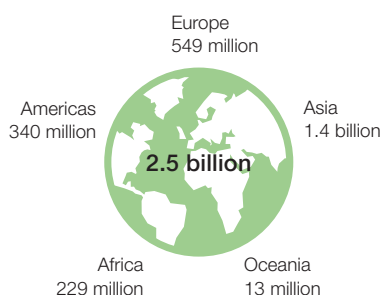 Europe
549 million
Americas
340 million
Asia
1.4 billion
2.5 billion
Africa
229 million
Oceania
13 million